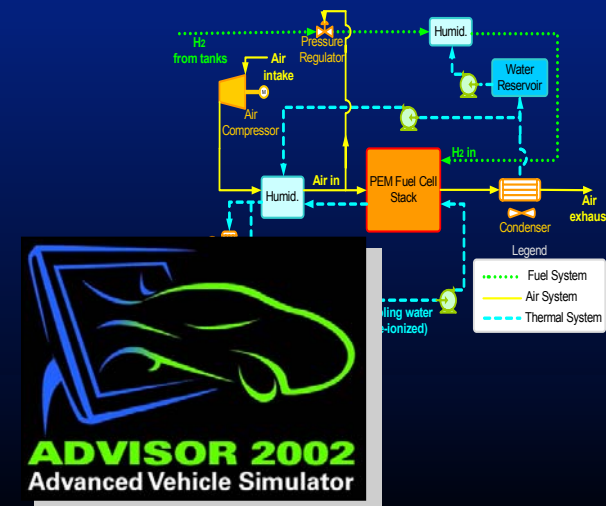 H2
from tanks
Pressure
Regulator
Humid.
Air
intake
Water
Reservoir
Air
Compressor
H2 in
Air in
PEM Fuel Cell
Stack
Humid.
Air
exhaus
Condenser
Legend
Fuel System
Air System
Thermal System
oling water
e-ionized)
ADVISOR 2002
Advanced Vehicle Simulator